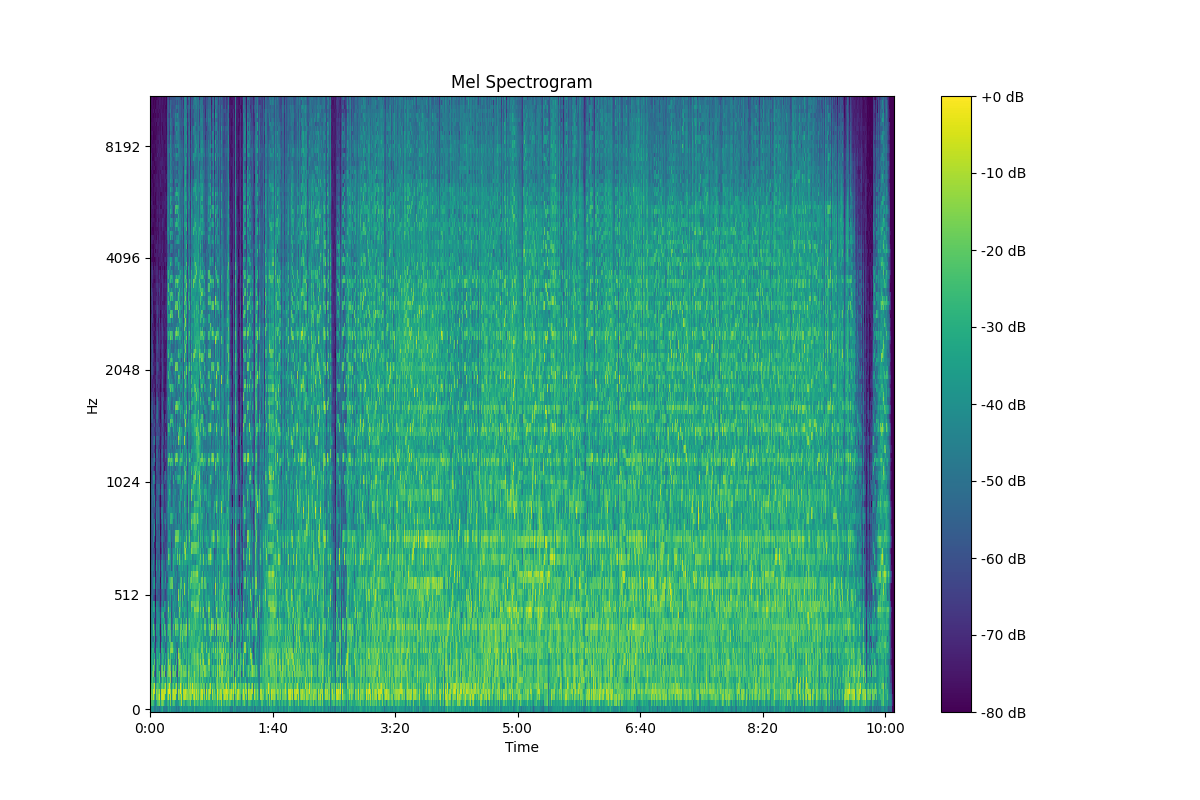 Mel Spectrogram
+0 dB
8192
-10 dB
-20 dB
4096
-30 dB
2048
-40 dB
Hz
1024
-50 dB
-60 dB
512
-70 dB
0
-80 dB
0:00 1:40 3:20 5:00 6:40 8:20 10:00
Time